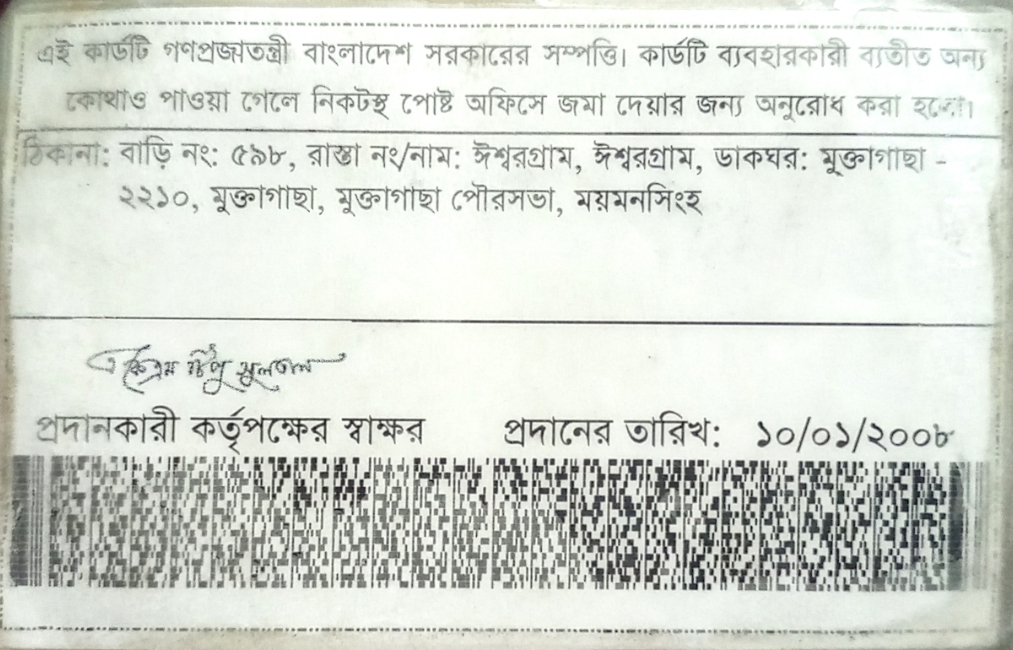 এই কার্ডটি গণপ্রজাতন্ত্রী বাংলাদেশ সরকারের সম্পত্তি। কার্ডটি ব্যবহারকারী ব্যতীত অন্য
কোথাও পাওয়া গেলে নিকটস্থ পোষ্ট অফিসে জমা দেয়ার জন্য অনুরোধ করা হলো।
ঠিকানা: বাড়ি নং: ৫৯৮, রাস্তা নং/নাম: ঈশ্বরগ্রাম, ঈশ্বরগ্রাম, ডাকঘর: মুক্তাগাছা -
২২১০, মুক্তাগাছা, মুক্তাগাছা পৌরসভা, ময়মনসিংহ
টিপু সুলতান
প্রদানকারী কর্তৃপক্ষের স্বাক্ষর প্রদানের তারিখ: ১০/০১/২০০৮